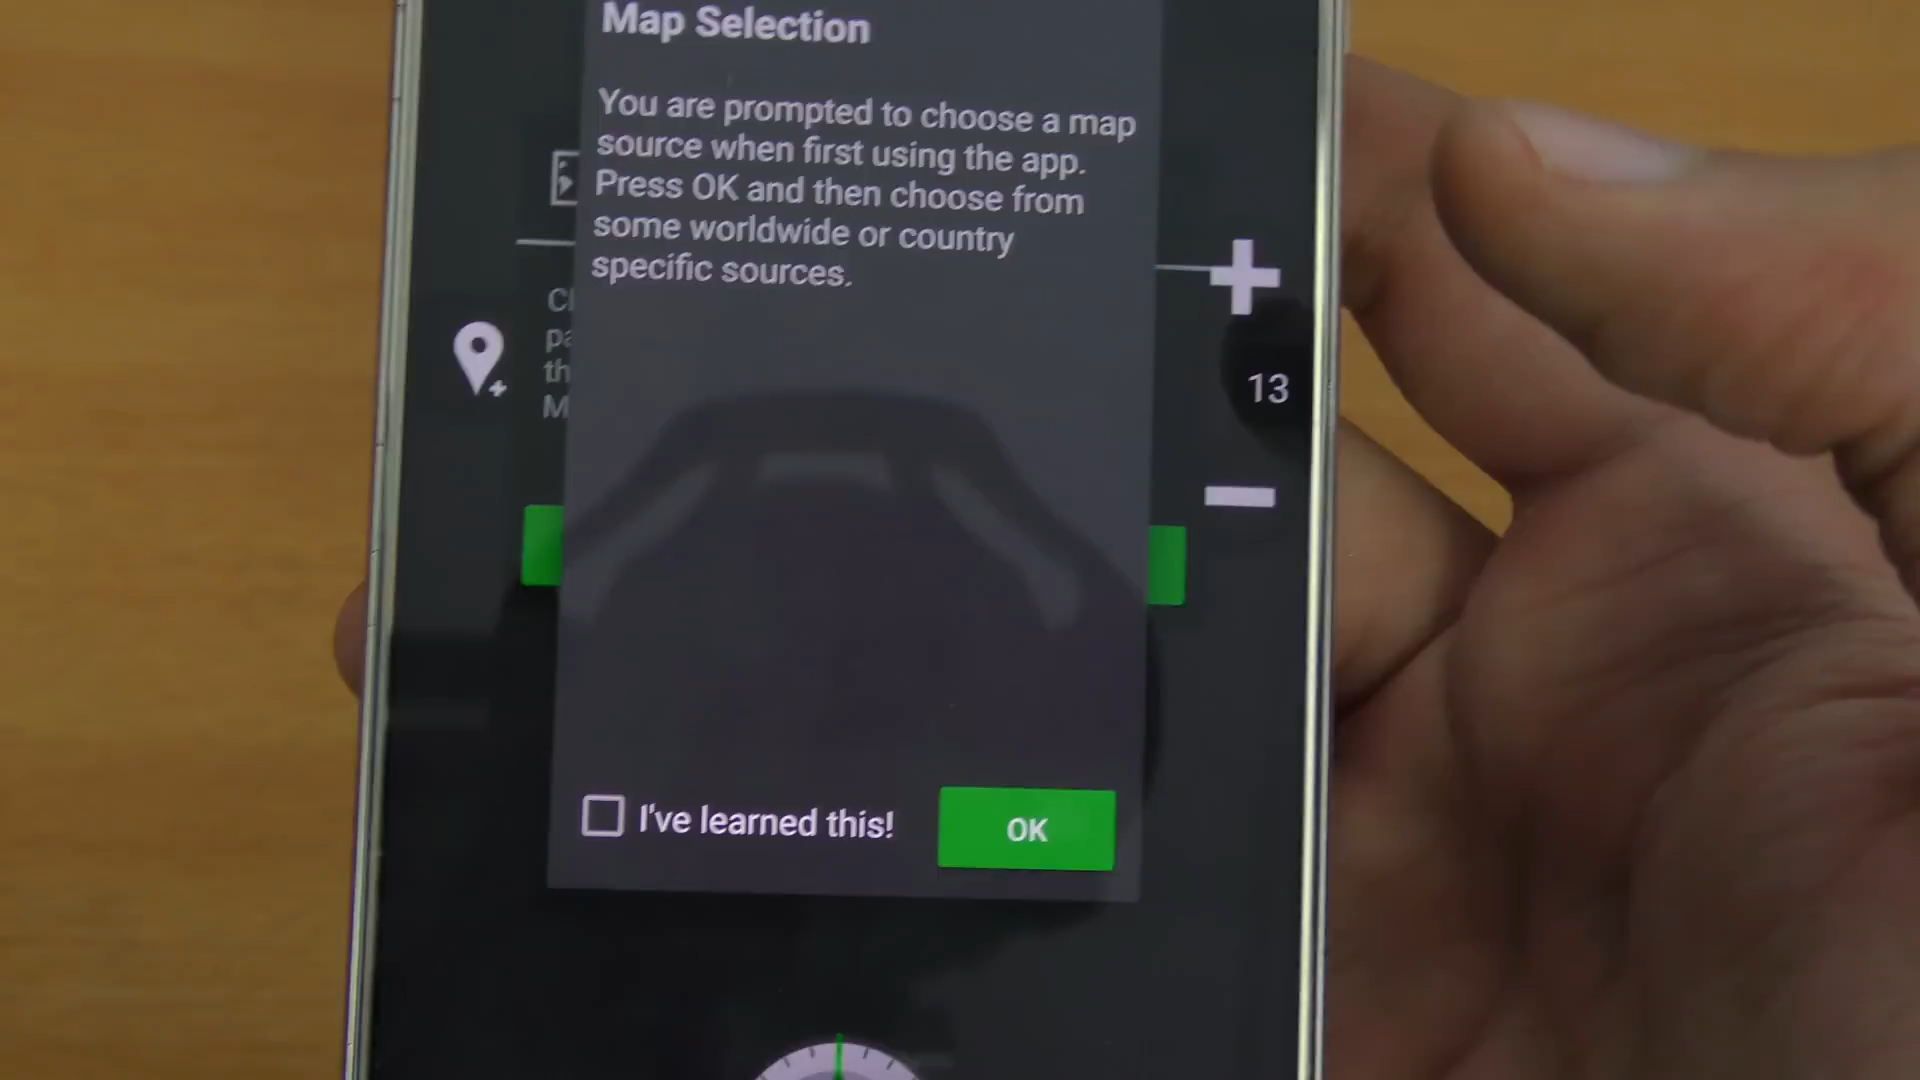 Map Selection
You are prompted to choose a map
source when first using the app.
Press OK and then choose from
some worldwide or country
specific sources.
13
I've learned this!
OK